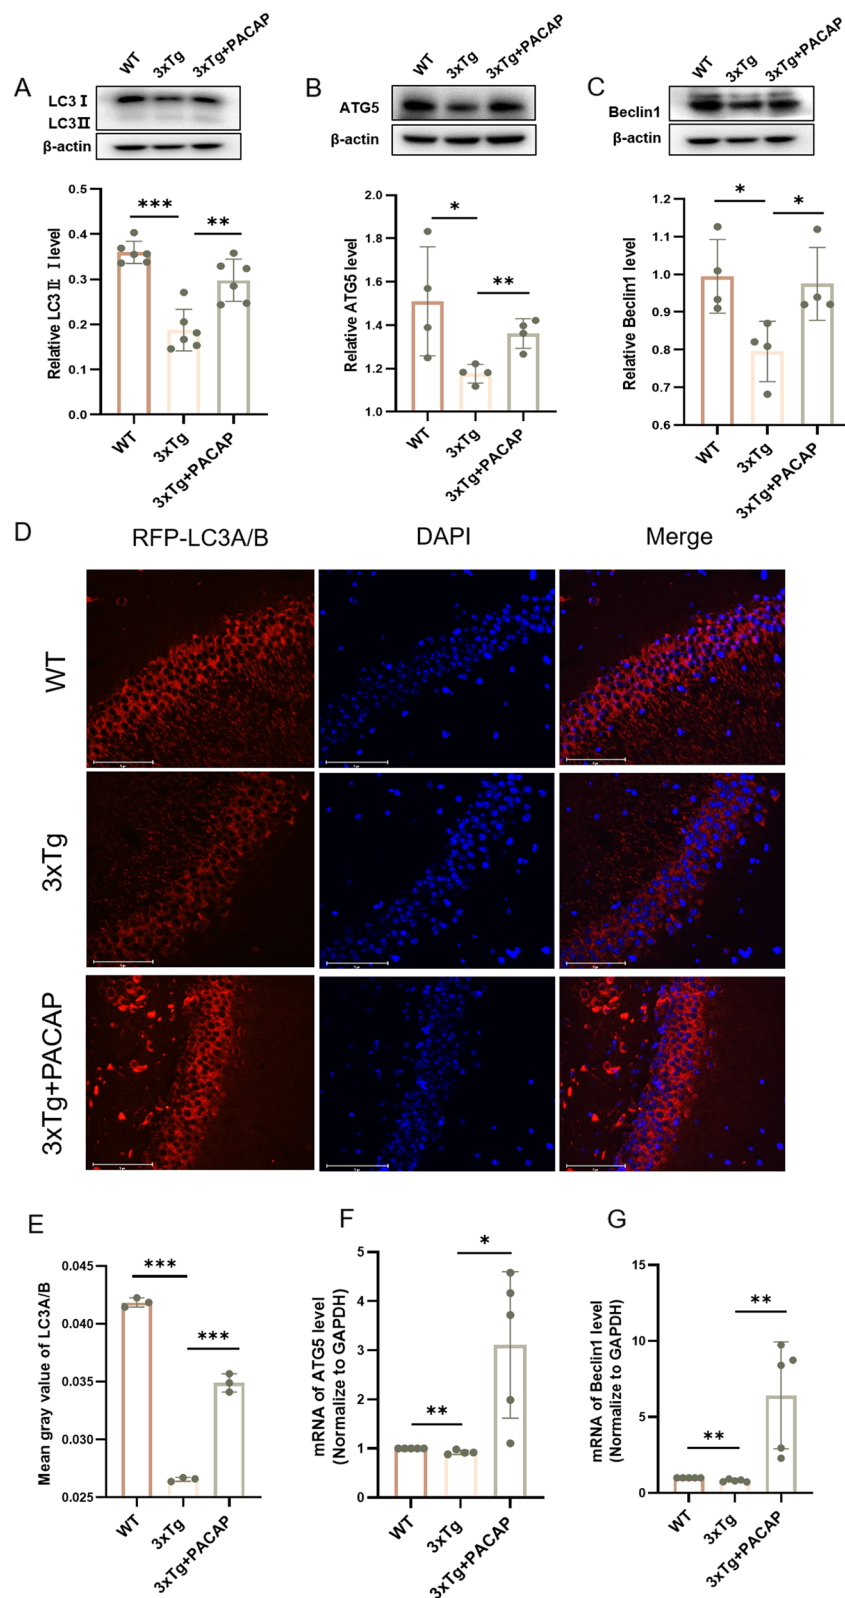 A
WT
3xTg
3xTg+PACAP
LC3 Ⅰ
LC3Ⅱ
β-actin
Relative LC3Ⅱ: Ⅰ level
0.5
0.4
0.3
0.2
0.1
0.0
***
**
WT
3xTg
3xTg+PACAP
B
WT
3xTg
3xTg+PACAP
ATG5
β-actin
Relative ATG5 level
2.0
1.8
1.6
1.4
1.2
1.0
*
**
WT
3xTg
3xTg+PACAP
C
WT
3xTg
3xTg+PACAP
Beclin1
β-actin
Relative Beclin1 level
1.2
1.1
1.0
0.9
0.8
0.7
0.6
*
*
WT
3xTg
3xTg+PACAP
D
RFP-LC3A/B
DAPI
Merge
WT
3xTg
3xTg+PACAP
E
Mean gray value of LC3A/B
0.045
0.035
0.030
0.025
***
***
WT
3xTg
3xTg+PACAP
F
mRNA of ATG5 level
(Normalize to GAPDH)
5
4
3
2
1
0
**
*
WT
3xTg
3xTg+PACAP
G
mRNA of Beclin1 level
(Normalize to GAPDH)
15
10
5
0
**
**
WT
3xTg
3xTg+PACAP